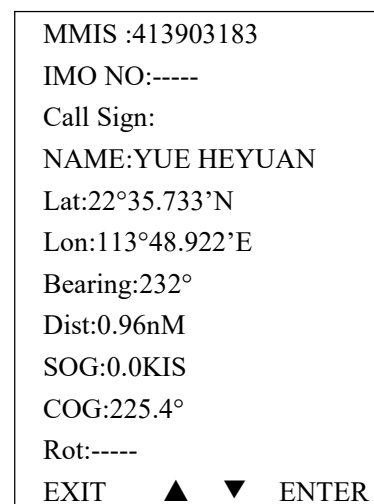 MMIS :413903183
IMO NO:-----
Call Sign:
NAME:YUE HEYUAN
Lat:22°35.733’N
Lon:113°48.922’E
Bearing:232°
Dist:0.96nM
SOG:0.0KIS
COG:225.4°
Rot:-----
EXIT ▲ ▼ ENTER